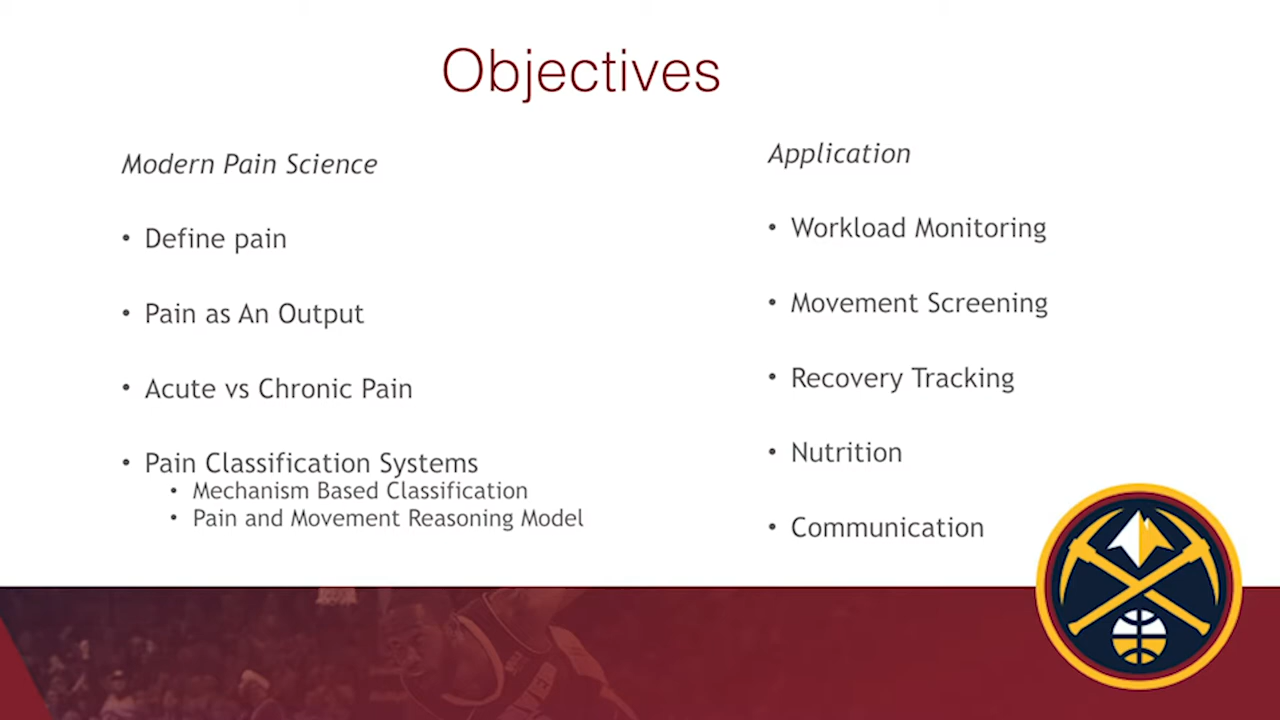 Objectives
Modern Pain Science
• Define pain
• Pain as An Output
• Acute vs Chronic Pain
• Pain Classification Systems
• Mechanism Based Classification
• Pain and Movement Reasoning Model
Application
• Workload Monitoring
• Movement Screening
• Recovery Tracking
• Nutrition
• Communication